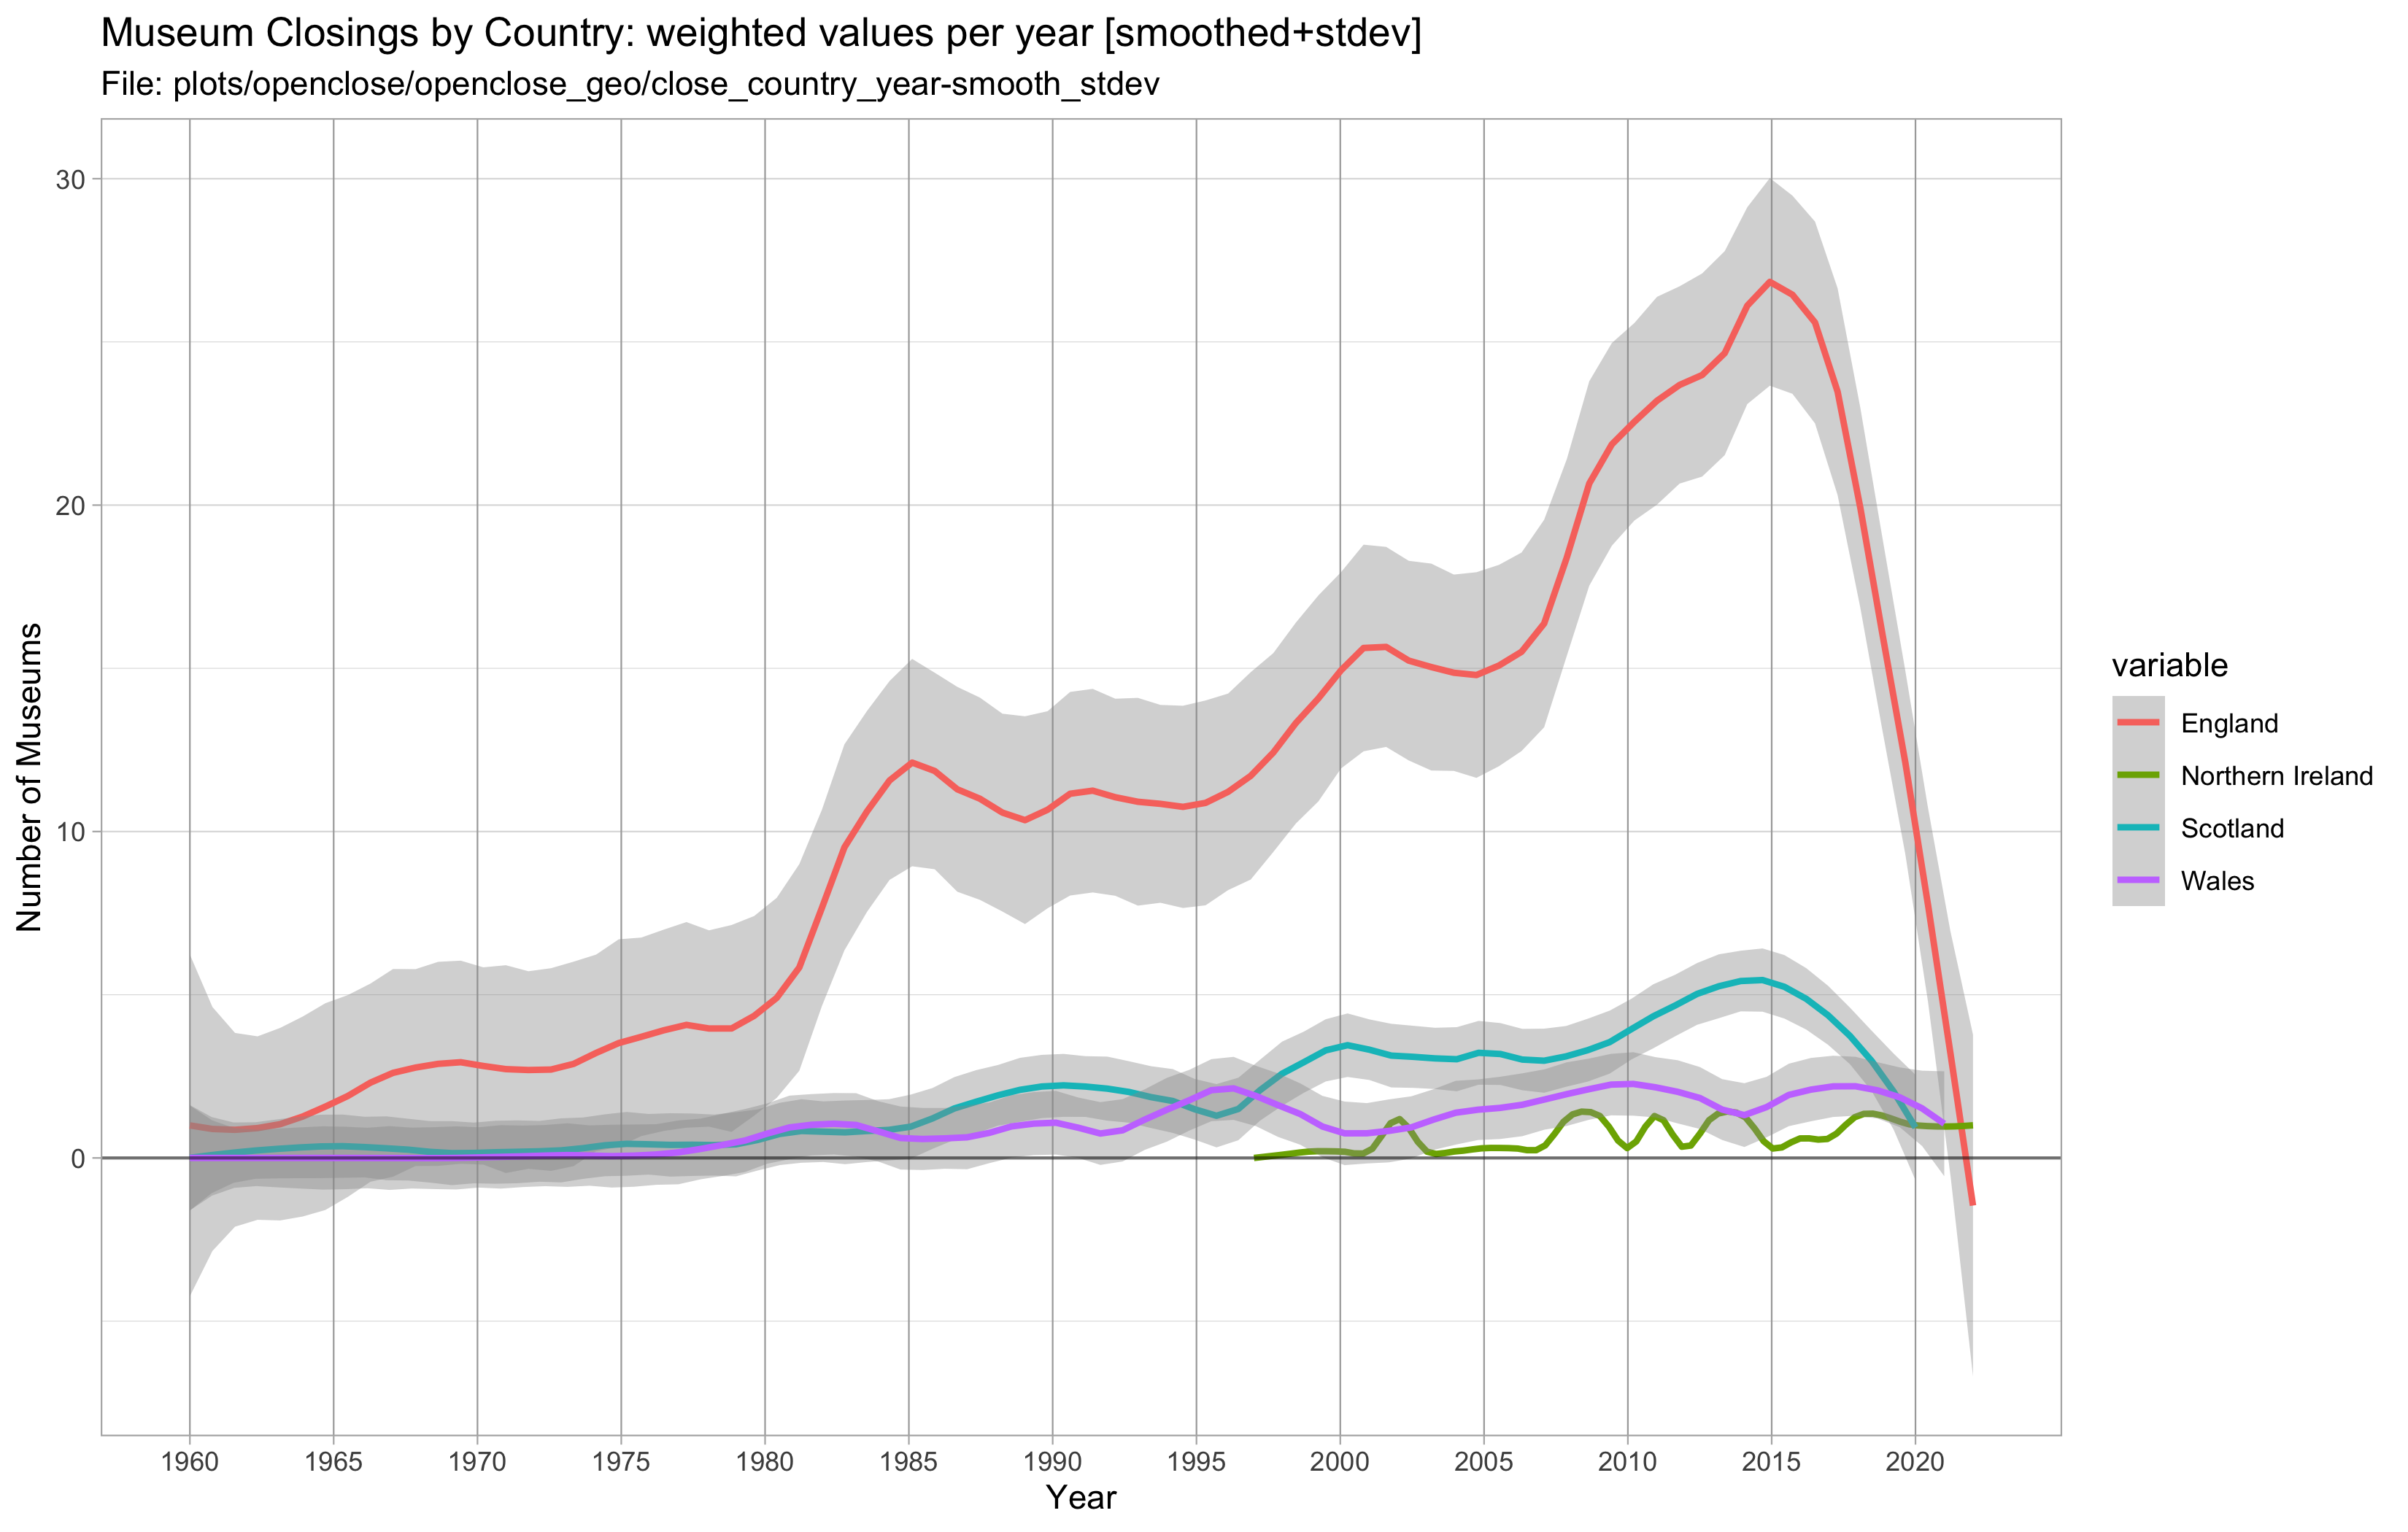 Museum Closings by Country: weighted values per year [smoothed+stdev]
File: plots/openclose/openclose_geo/close_country_year-smooth_stdev
Number of Museums
30
20
10
0
1960 1965 1970 1975 1980 1985 1990 1995 2000 2005 2010 2015 2020
Year
variable
England
Northern Ireland
Scotland
Wales